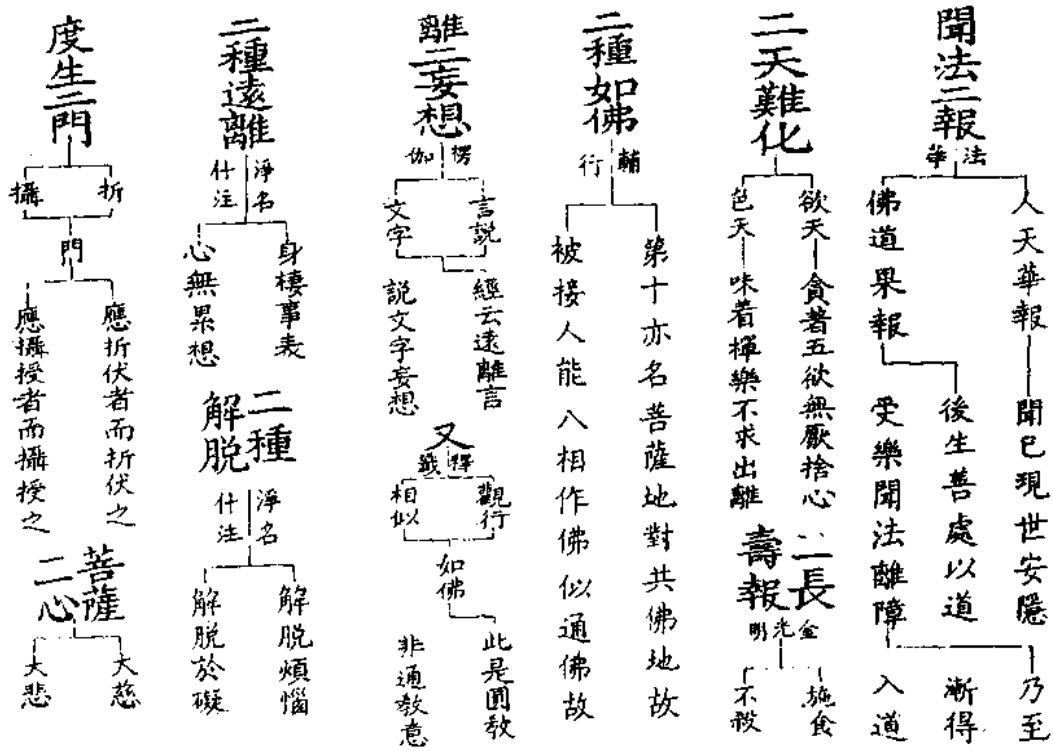 聞法二報
法華
人天華報
聞已現世安隱
乃至
佛道果報
後生善處以道
漸得
受樂聞法離障
入道
二天難化
欲天
貪著五欲無厭捨心
色天
味着禪樂不求出離
二長壽報
金光明
施食
不殺
二種如佛
輔行
第十亦名菩薩地對共佛地故
被接人能八相作佛似通佛故
離二妄想
楞伽
言說
文字
經云遠離言
說文字妄想
又
釋籤
觀行
相似
如佛
此是圓教
非通教意
二種遠離
淨名
什注
身棲事表
心無累想
二種解脫
淨名
什注
解脫煩惱
解脫於礙
度生二門
折
攝
門
應折伏者而折伏之
應攝授者而攝授之
菩薩二心
大慈
大悲